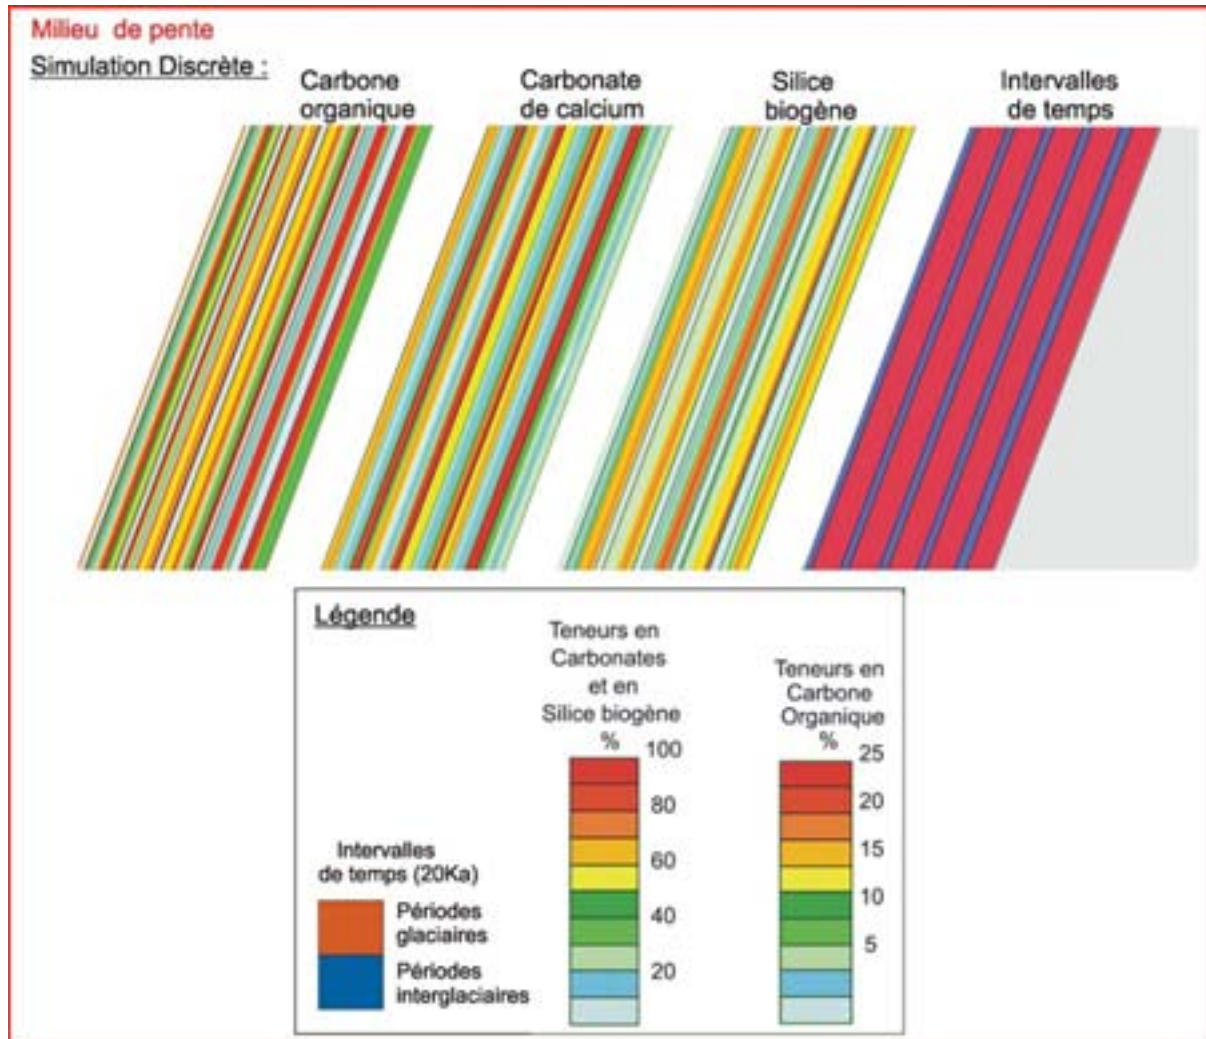 Milieu de pente
Simulation Discrète :
Carbone
organique
Carbonate
de calcium
Silice
biogène
Intervalles
de temps
Légende
Teneurs en
Carbonates
et en
Silice biogène
%
100
80
60
40
20
Teneurs en
Carbone
Organique
%
25
20
15
10
5
Intervalles
de temps (20Ka)
Périodes
glaciaires
Périodes
interglaciaires